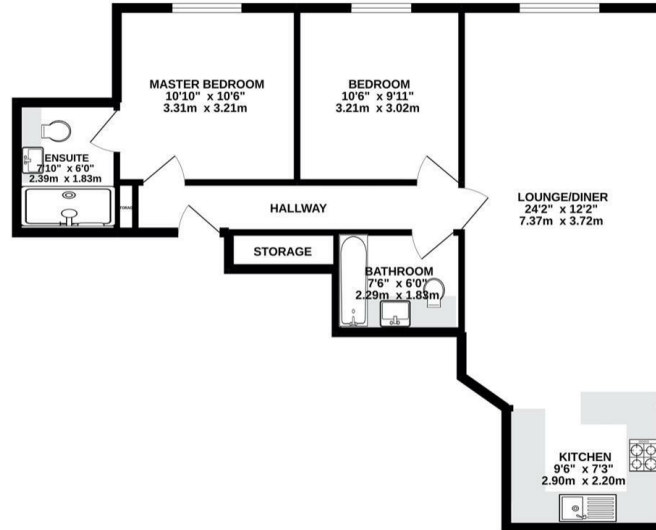 MASTER BEDROOM
10'10" x 10'6"
3.31m x 3.21m
BEDROOM
10'6" x 9'11"
3.21m x 3.02m
ENSUITE
7'10" x 6'0"
2.39m x 1.83m
LOUNGE/DINER
24'2" x 12'2"
7.37m x 3.72m
HALLWAY
STORAGE
BATHROOM
7'6" x 6'0"
2.29m x 1.83m
KITCHEN
9'6" x 7'3"
2.90m x 2.20m